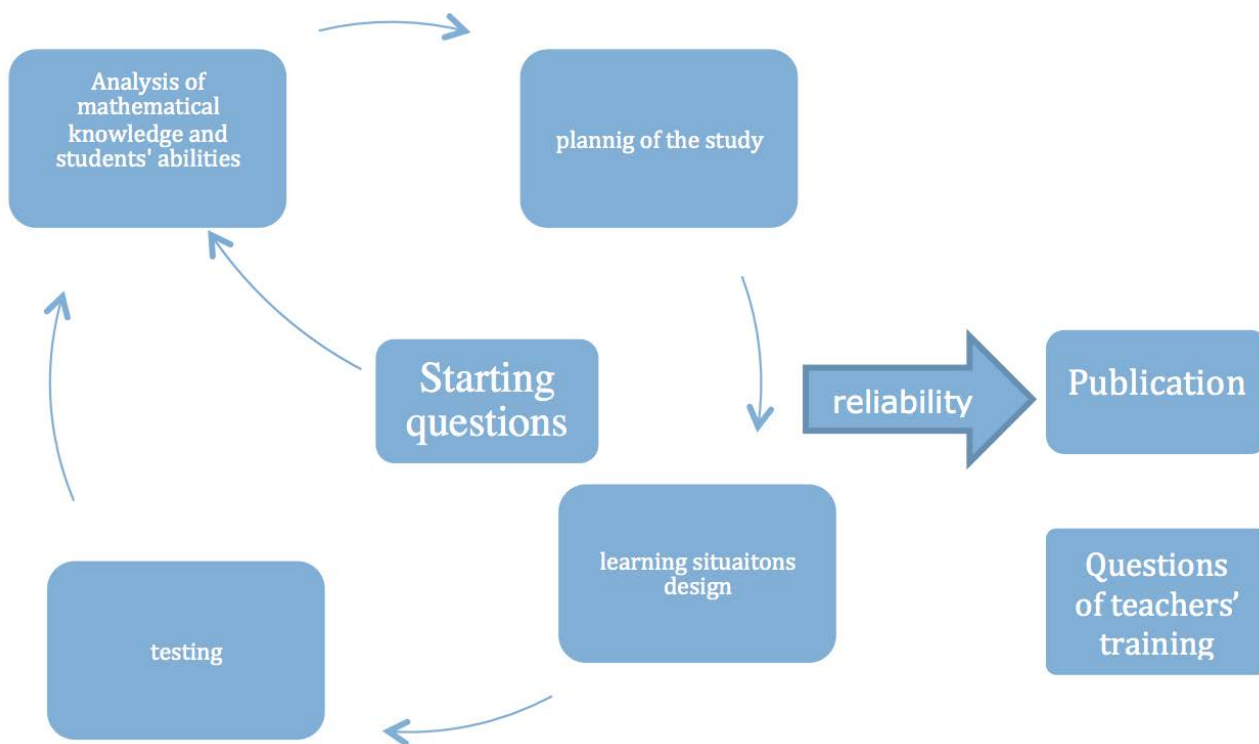 Analysis of
mathematical
knowledge and
students' abilities
plannig of the study
Starting
questions
reliability
Publication
learning situaitons
design
Questions
of teachers’
training
testing